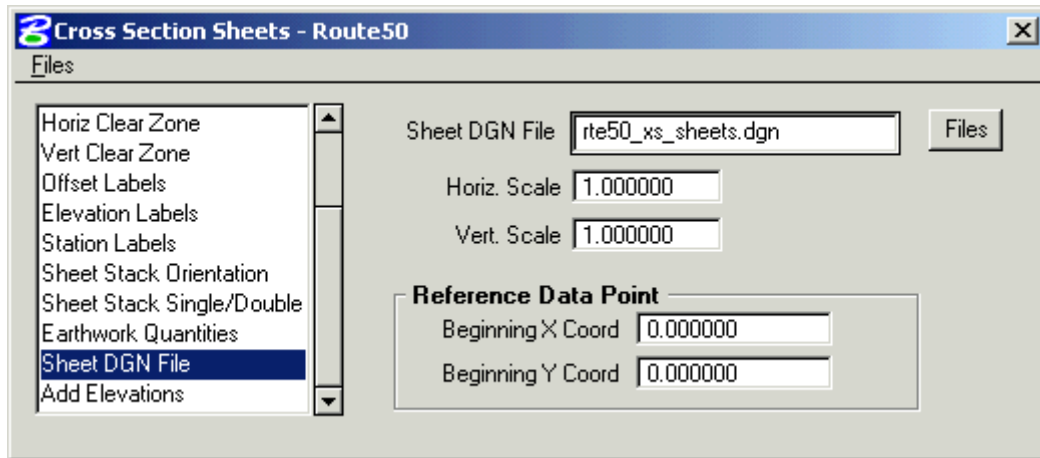 Cross Section Sheets - Route50
Files
Horiz Clear Zone
Vert Clear Zone
Offset Labels
Elevation Labels
Station Labels
Sheet Stack Orientation
Sheet Stack Single/Double
Earthwork Quantities
Sheet DGN File
Add Elevations
Sheet DGN File rte50_xs_sheets.dgn Files
Horiz. Scale 1.000000
Vert. Scale 1.000000
Reference Data Point
Beginning X Coord 0.000000
Beginning Y Coord 0.000000